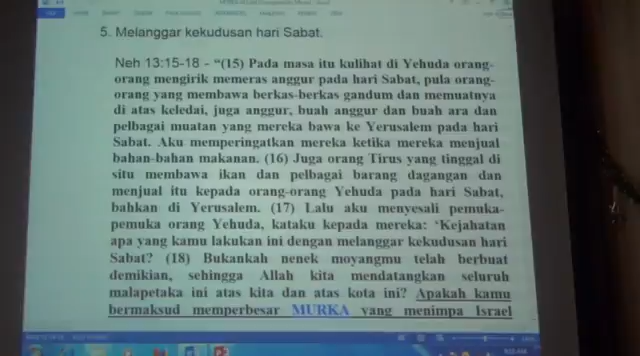 5. Melanggar kekudusan hari Sabat.
Neh 13:15-18 - “(15) Pada masa itu kulihat di Yehuda orang-
orang mengirik memeras anggur pada hari Sabat, pula orang-
orang yang membawa berkas-berkas gandum dan memuatnya
di atas keledai, juga anggur, buah anggur dan buah ara dan
pelbagai muatan yang mereka bawa ke Yerusalem pada hari
Sabat. Aku memperingatkan mereka ketika mereka menjual
bahan-bahan makanan. (16) Juga orang Tirus yang tinggal di
situ membawa ikan dan pelbagai barang dagangan dan
menjual itu kepada orang-orang Yehuda pada hari Sabat,
bahkan di Yerusalem. (17) Lalu aku menyesali pemuka-
pemuka orang Yehuda, kataku kepada mereka: ‘Kejahatan
apa yang kamu lakukan ini dengan melanggar kekudusan hari
Sabat? (18) Bukankah nenek moyangmu telah berbuat
demikian, sehingga Allah kita mendatangkan seluruh
malapetaka ini atas kita dan atas kota ini? Apakah kamu
bermaksud memperbesar MURKA yang menimpa Israel